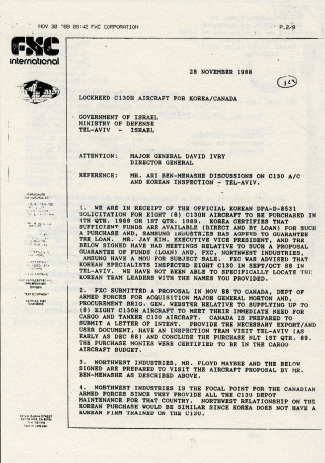 NOV 30 '88 08:42 FXC CORPORATION P.2/9
FXC
international
28 NOVEMBER 1988
LOCKHEED C130H AIRCRAFT FOR KOREA/CANADA
GOVERNMENT OF ISRAEL
MINISTRY OF DEFENSE
TEL-AVIV - ISRAEL
ATTENTION: MAJOR GENERAL DAVID IVRY
DIRECTOR GENERAL
REFERENCE: MR. ARI BEN-MENASHE DISCUSSIONS ON C130 A/C
AND KOREAN INSPECTION - TEL-AVIV.
1. WE ARE IN RECEIPT OF THE OFFICIAL KOREAN DPA-D-8531
SOLICITATION FOR EIGHT (8) C130H AIRCRAFT TO BE PURCHASED IN
4TH QTR. 1988 OR 1ST QTR. 1989. KOREA CERTIFIES THAT
SUFFICIENT FUNDS ARE AVAILABLE (DIRECT AND BY LOAN) FOR SUCH
A PURCHASE AND, SAMSUNG INDUSTRIES HAS AGREED TO GUARANTEE
THE LOAN. MR. JAY KIM, EXECUTIVE VICE PRESIDENT, AND THE
BELOW SIGNED HAVE HAD MEETINGS RELATIVE TO SUCH A PROPOSAL
GUARANTEE OF FUNDS (LOAN) AND, FXC, NORTHWEST INDUSTRIES,
SAMSUNG HAVE A MOU FOR SUBJECT SALE. FXC WAS ADVISED THAT
KOREAN SPECIALISTS INSPECTED EIGHT C130 IN SEPT/OCT 88 IN
TEL-AVIV. WE HAVE NOT BEEN ABLE TO SPECIFICALLY LOCATE THE
KOREAN TEAM LEADERS WITH THE NAMES YOU PROVIDED.
2. FXC SUBMITTED A PROPOSAL IN NOV 88 TO CANADA, DEPT OF
ARMED FORCES FOR ACQUISITION MAJOR GENERAL MORTON AND,
PROCUREMENT BRIG. GEN. WEBSTER RELATIVE TO SUPPLYING UP TO
(8) EIGHT C130H AIRCRAFT TO MEET THEIR IMMEDIATE NEED FOR
CARGO AND TANKER C130 AIRCRAFT. CANADA IS PREPARED TO
SUBMIT A LETTER OF INTENT. PROVIDE THE NECESSARY EXPORT/END
USER DOCUMENT, HAVE AN INSPECTION TEAM VISIT TEL-AVIV (AS
EARLY AS DEC 88) AND CONCLUDE THE PURCHASE NLT 1ST QTR. 89.
THE PURCHASE MONIES WERE CERTIFIED TO BE IN THE CARGO
AIRCRAFT BUDGET.
3. NORTHWEST INDUSTRIES, MR. FLOYD MAYBEE AND THE BELOW
SIGNED ARE PREPARED TO VISIT THE AIRCRAFT PROPOSAL BY MR.
BEN-MENASHE AS DESCRIBED ABOVE.
4. NORTHWEST INDUSTRIES IS THE FOCAL POINT FOR THE CANADIAN
ARMED FORCES SINCE THEY PROVIDE ALL THE C130 DEPOT
MAINTENANCE FOR THAT COUNTRY. NORTHWEST RELATIONSHIP ON THE
KOREAN PURCHASE WOULD BE SIMILAR SINCE KOREA DOES NOT HAVE A
KOREAN FIRM TRAINED ON THE C130.